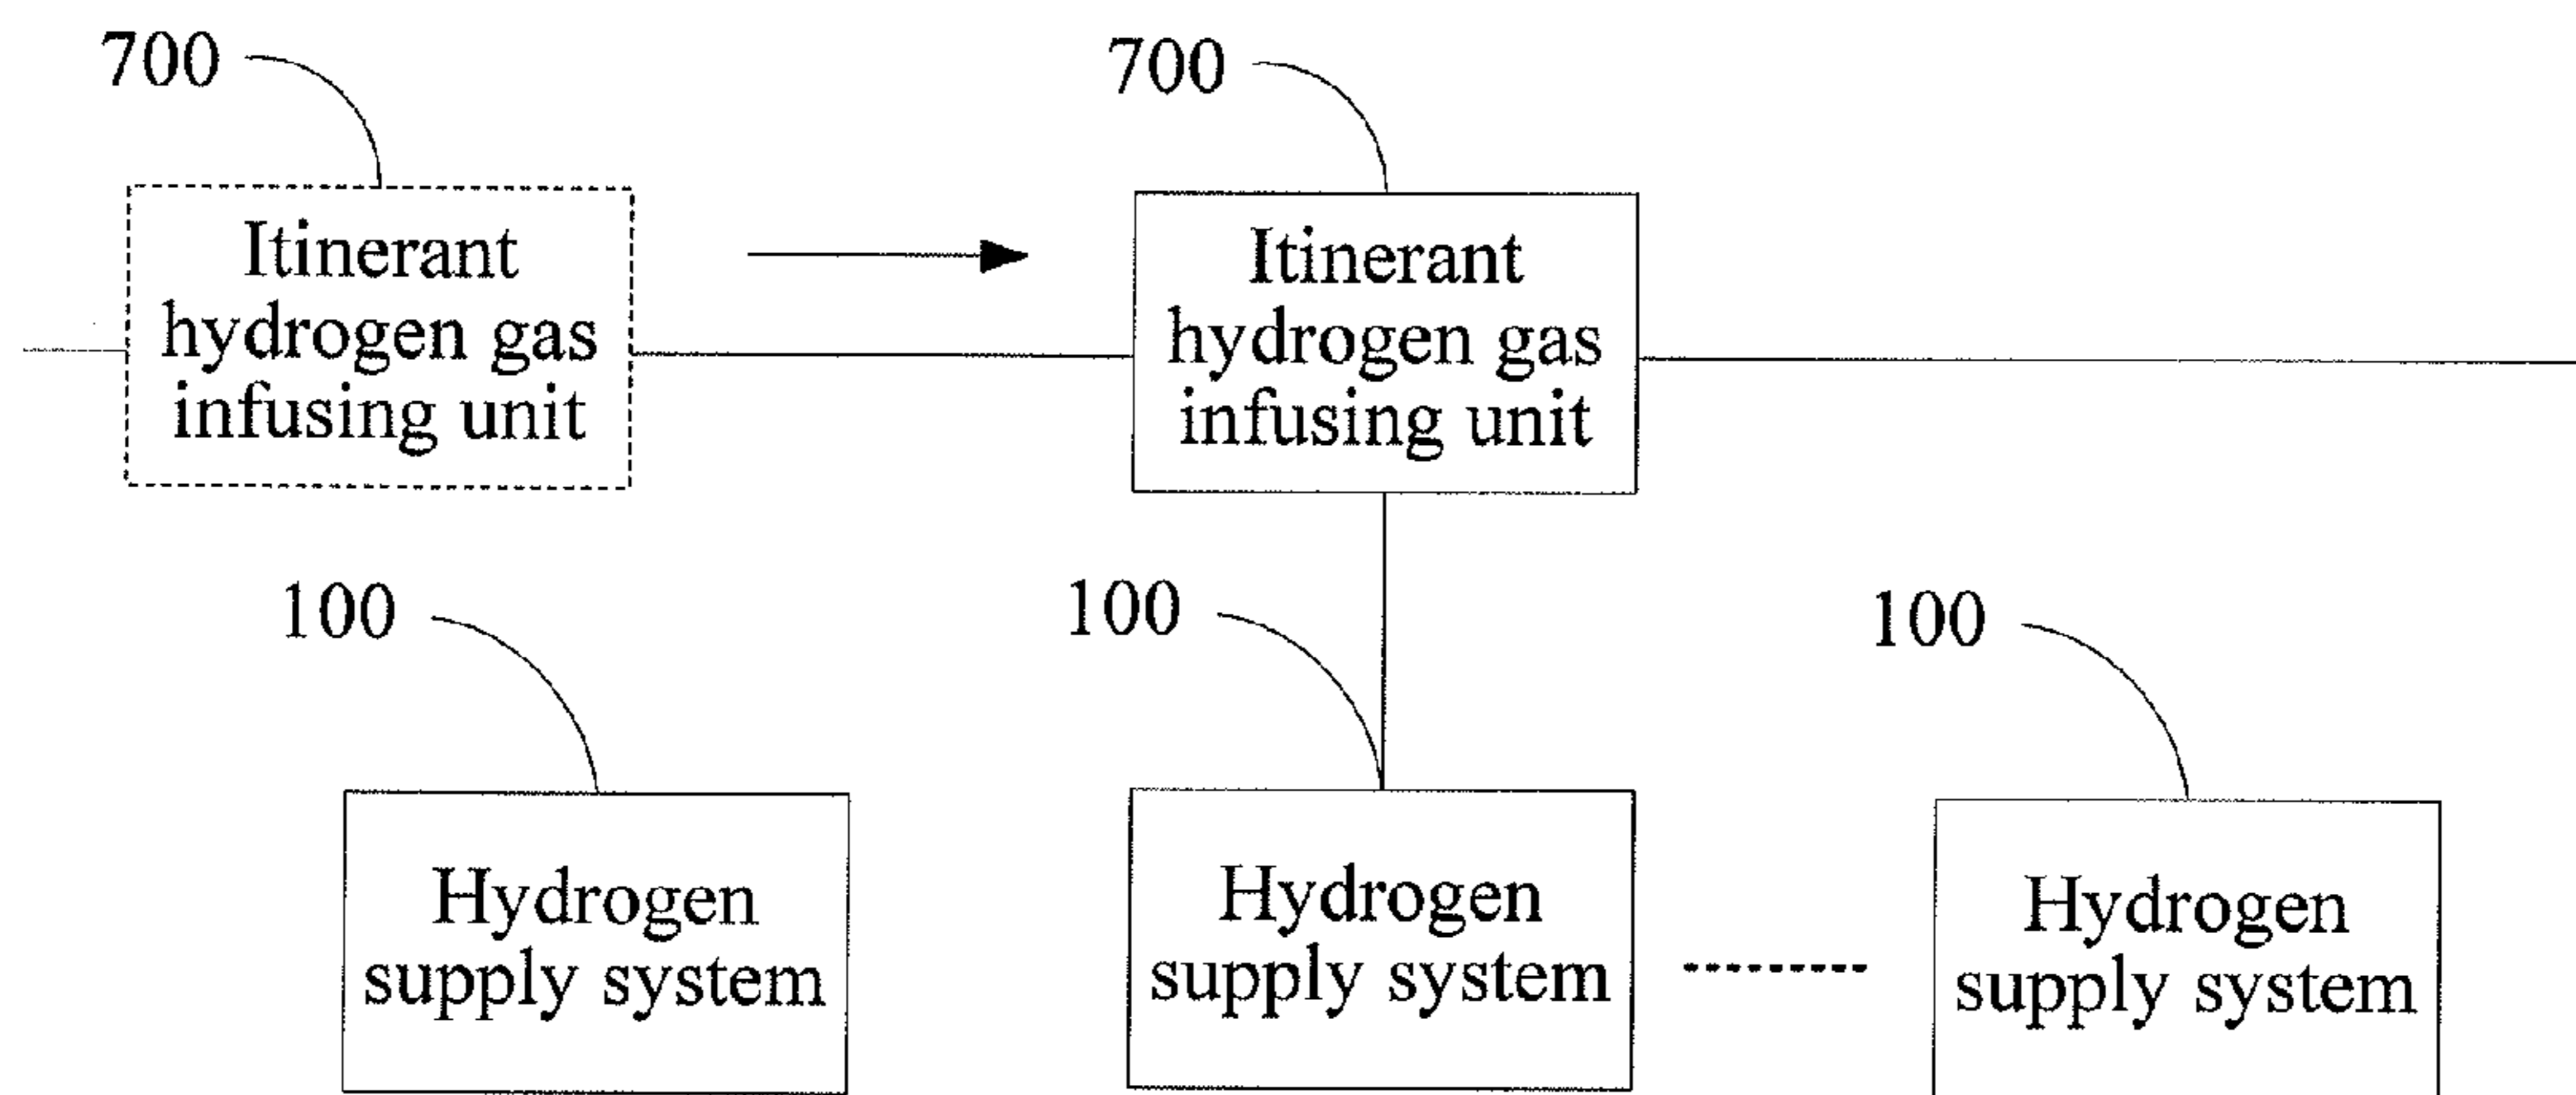 700
700
Itinerant
hydrogen gas
infusing unit
Itinerant
hydrogen gas
infusing unit
100
100
100
Hydrogen
supply system
Hydrogen
supply system
Hydrogen
supply system